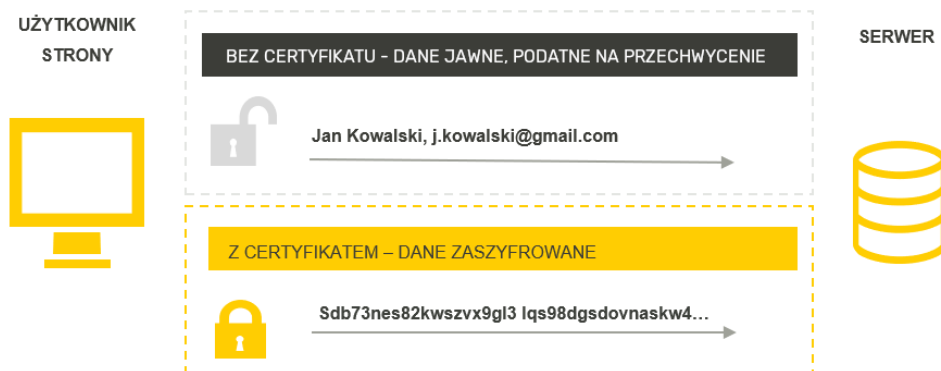 UŻYTKOWNIK
STRONY
BEZ CERTYFIKATU - DANE JAWNE, PODATNE NA PRZECHWYCENIE
SERWER
Jan Kowalski, j.kowalski@gmail.com
Z CERTYFIKATEM – DANE ZASZYFROWANE
Sdb73nes82kwszvx9gl3 lqs98dgsdovnaskw4…